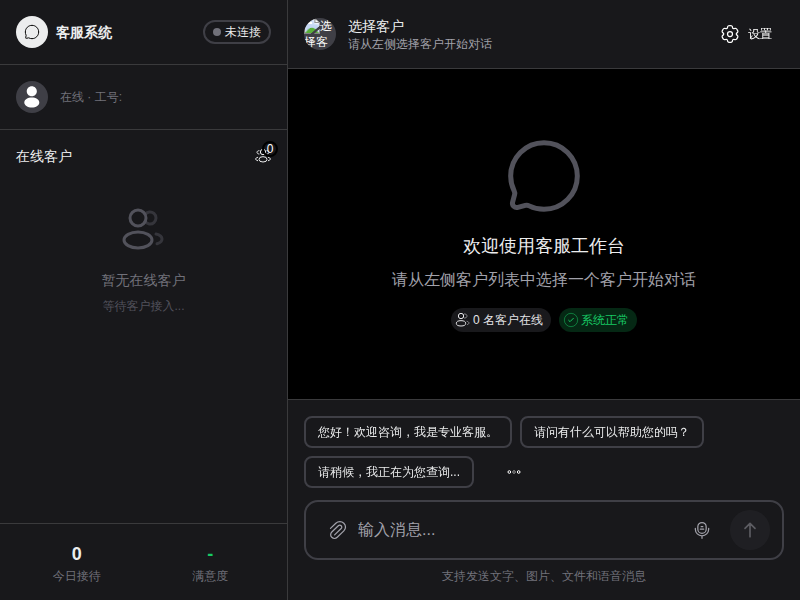 客服系统
未连接
在线 · 工号:
在线客户
0
暂无在线客户
等待客户接入...
0
今日接待
-
满意度
选择客
选择客户
请从左侧选择客户开始对话
设置
欢迎使用客服工作台
请从左侧客户列表中选择一个客户开始对话
0 名客户在线
系统正常
您好！欢迎咨询，我是专业客服。
请问有什么可以帮助您的吗？
请稍候，我正在为您查询...
输入消息...
支持发送文字、图片、文件和语音消息